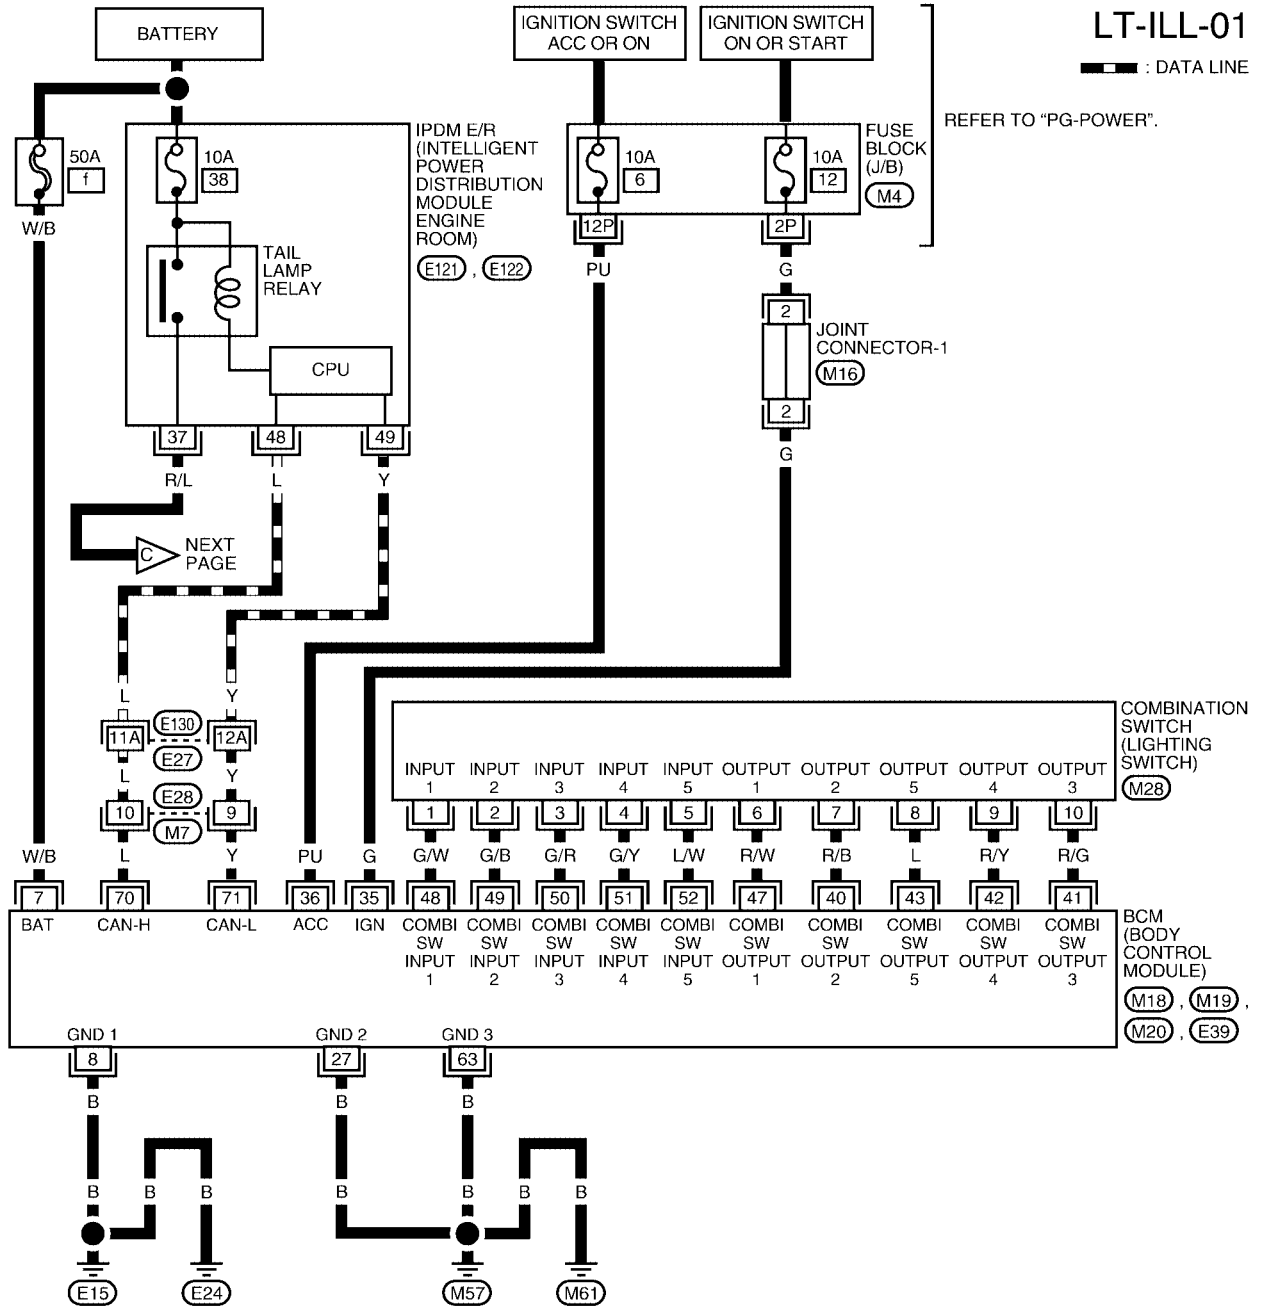 LT-ILL-01
: DATA LINE
BATTERY
IGNITION SWITCH
ACC OR ON
IGNITION SWITCH
ON OR START
REFER TO “PG-POWER”.
50A
f
10A
38
IPDM E/R
(INTELLIGENT
POWER
DISTRIBUTION
MODULE
ENGINE
ROOM)
E121 , E122
10A
6
10A
12
FUSE
BLOCK
(J/B)
M4
W/B
12P
2P
TAIL
LAMP
RELAY
PU
G
CPU
2
JOINT
CONNECTOR-1
M16
2
37
48
49
G
R/L
L
Y
C
NEXT
PAGE
L
Y
11A
E130
E27
12A
L
Y
10
E28
M7
9
COMBINATION
SWITCH
(LIGHTING
SWITCH)
M28
INPUT INPUT INPUT INPUT INPUT OUTPUT OUTPUT OUTPUT OUTPUT OUTPUT
1 2 3 4 5 1 2 5 4 3
1 2 3 4 5 6 7 8 9 10
W/B L Y PU G G/W G/B G/R G/Y L/W R/W R/B L R/Y R/G
7 70 71 36 35 48 49 50 51 52 47 40 43 42 41
BAT CAN-H CAN-L ACC IGN COMBI COMBI COMBI COMBI COMBI COMBI COMBI COMBI COMBI COMBI
SW SW SW SW SW SW SW SW SW SW
INPUT INPUT INPUT INPUT INPUT OUTPUT OUTPUT OUTPUT OUTPUT OUTPUT
1 2 3 4 5 1 2 5 4 3
BCM
(BODY
CONTROL
MODULE)
M18 , M19 ,
M20 , E39
GND 1 GND 2 GND 3
8 27 63
B B B
B B B B B B B
E15 E24 M57 M61